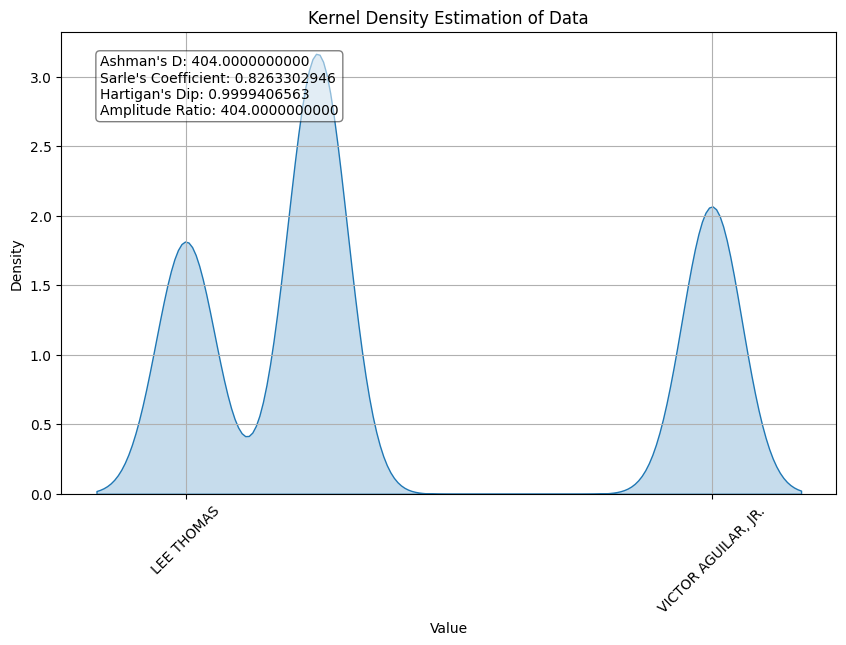 Kernel Density Estimation of Data
Ashman's D: 404.0000000000
Sarle's Coefficient: 0.8263302946
Hartigan's Dip: 0.9999406563
Amplitude Ratio: 404.0000000000
3.0
2.5
2.0
1.5
1.0
0.5
0.0
Density
LEE THOMAS
VICTOR AGUILAR, JR.
Value